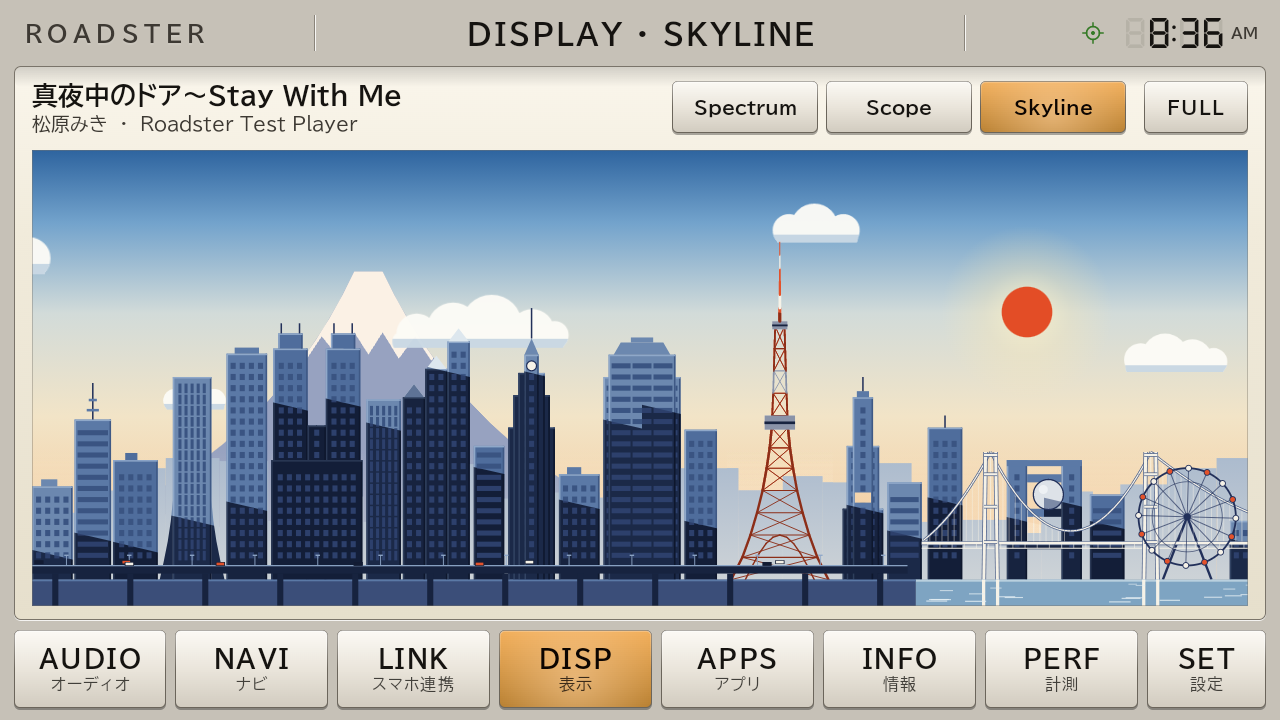 ROADSTER
DISPLAY · SKYLINE
8:36 AM
真夜中のドア〜Stay With Me
松原みき · Roadster Test Player
Spectrum
Scope
Skyline
FULL
AUDIO
オーディオ
NAVI
ナビ
LINK
スマホ連携
DISP
表示
APPS
アプリ
INFO
情報
PERF
計測
SET
設定